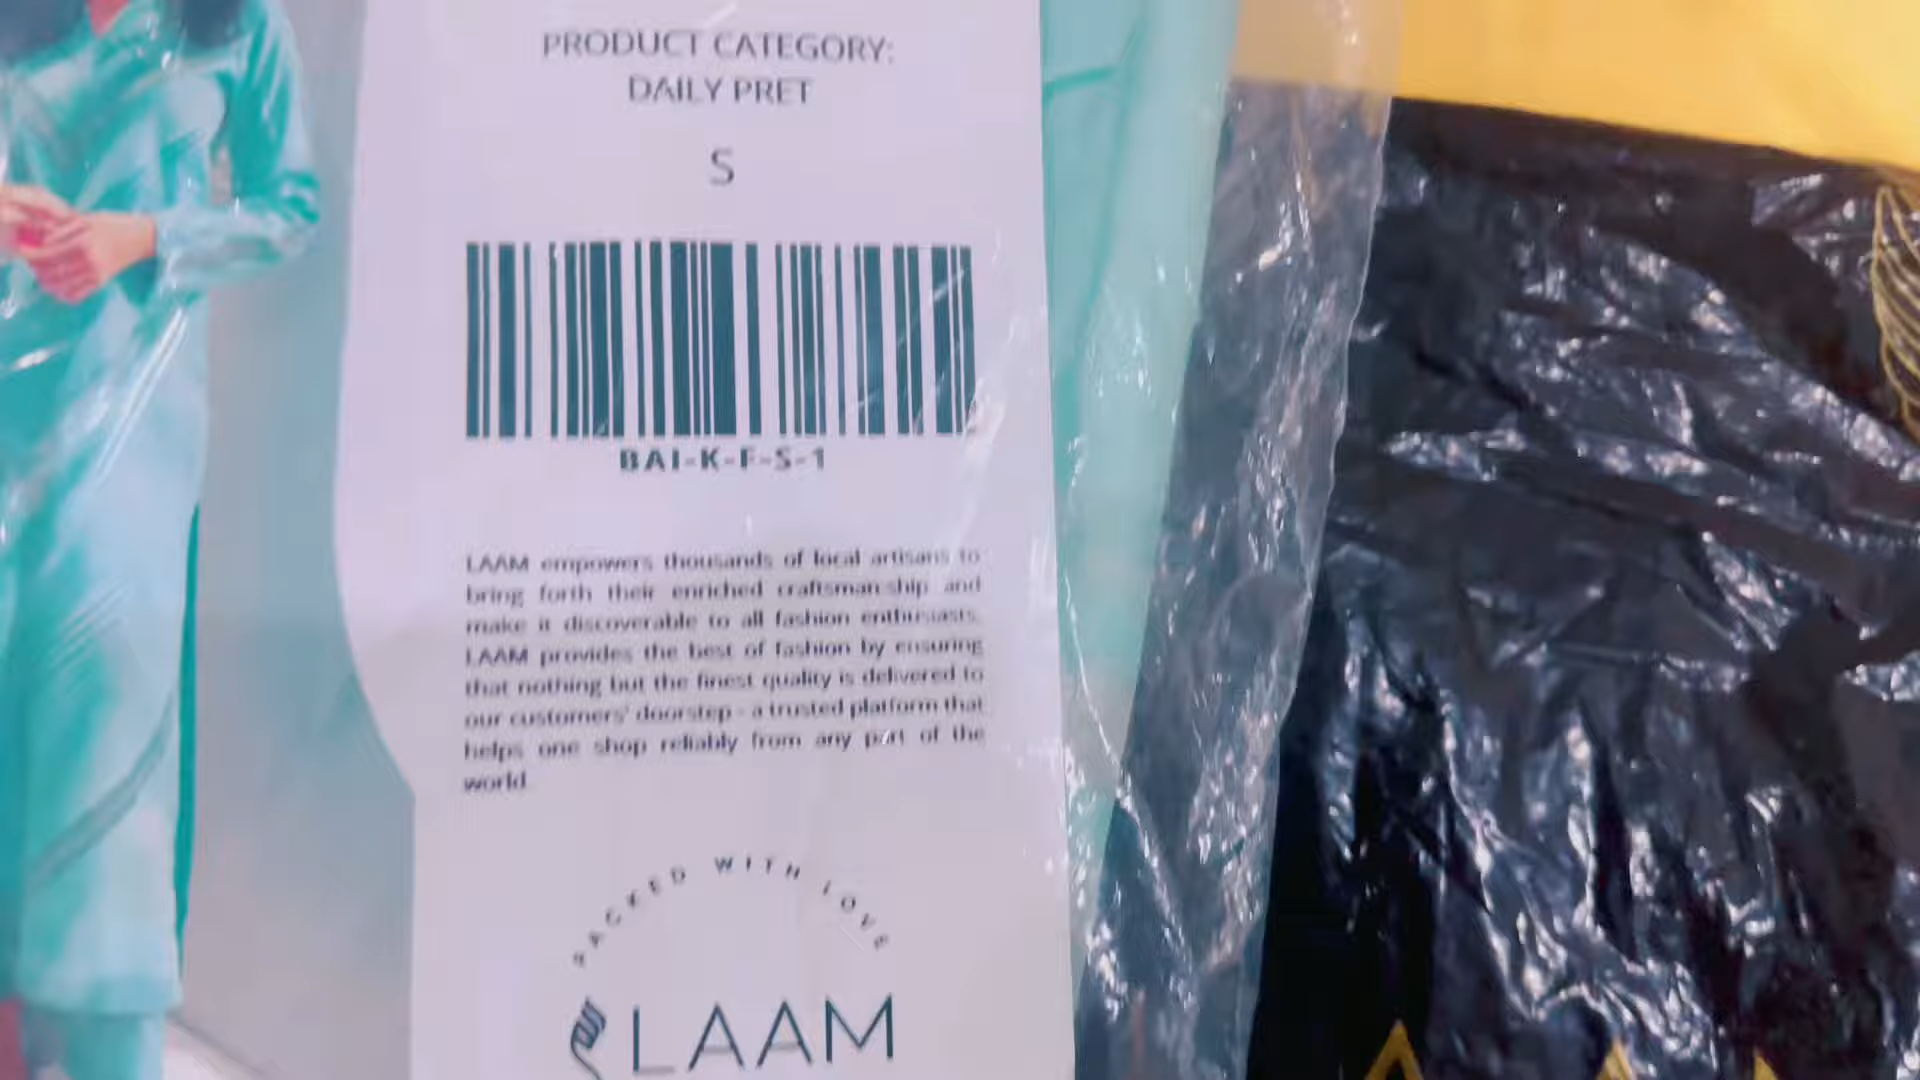 PRODUCT CATEGORY:
DAILY PRET
S
BAI-K-F-S-1
LAAM empowers thousands of local artisans to
bring forth their enriched craftsman ship and
make it discoverable to all fashion enthusiasts.
LAAM provides the best of fashion by ensuring
that nothing but the finest quality is delivered to
our customers' doorstep - a trusted platform that
helps one shop reliably from any part of the
world.
PACKED WITH LOVE
LAAM